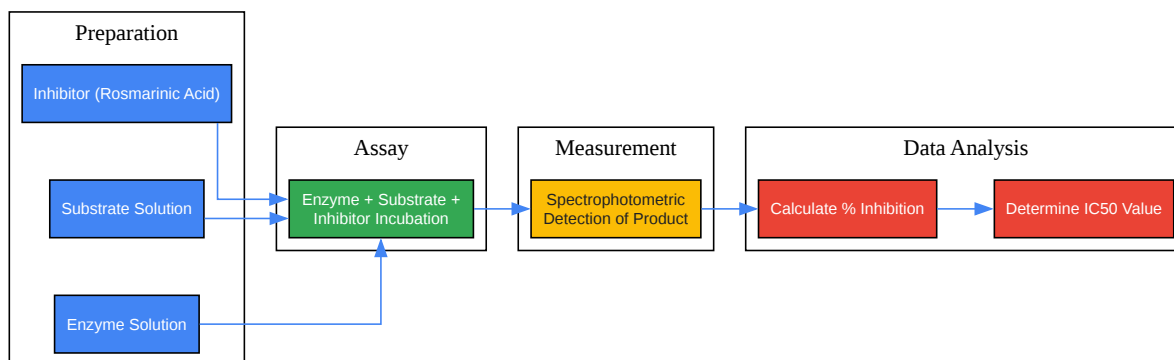 Preparation
Inhibitor (Rosmarinic Acid)
Substrate Solution
Enzyme Solution
Assay
Enzyme + Substrate +
Inhibitor Incubation
Measurement
Spectrophotometric
Detection of Product
Data Analysis
Calculate % Inhibition
Determine IC50 Value